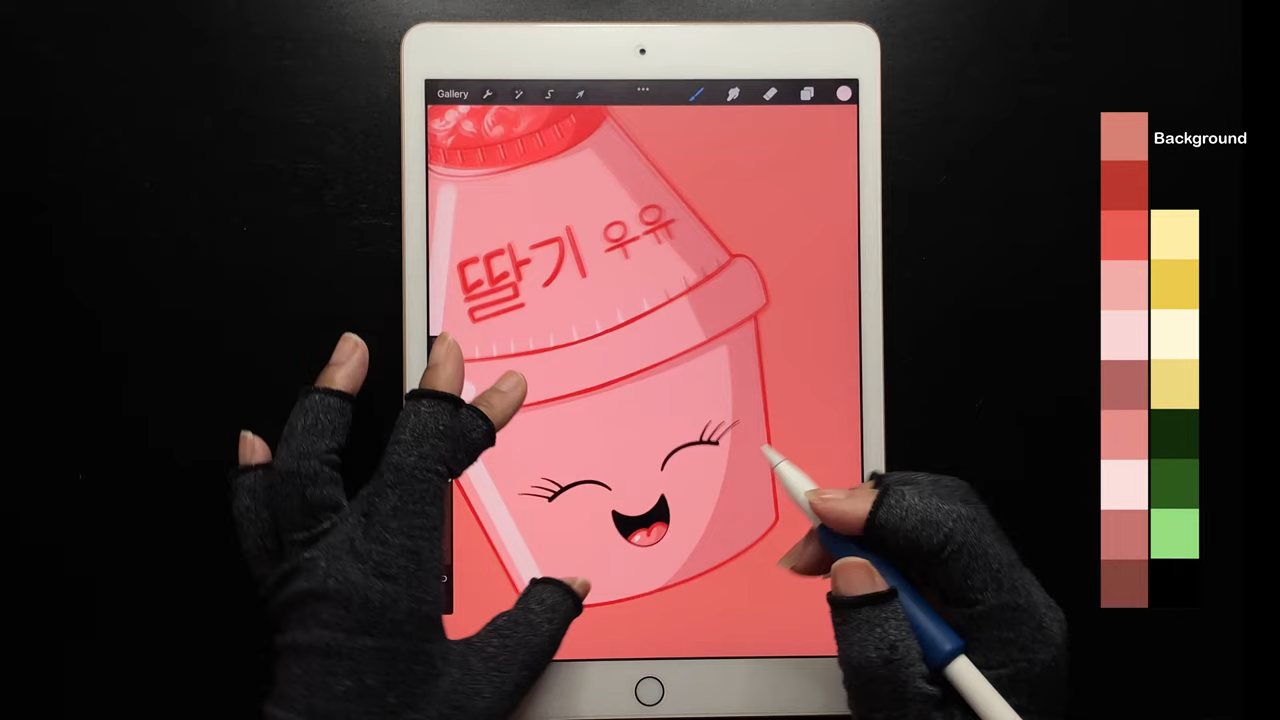 Gallery
Background
딸기 우유